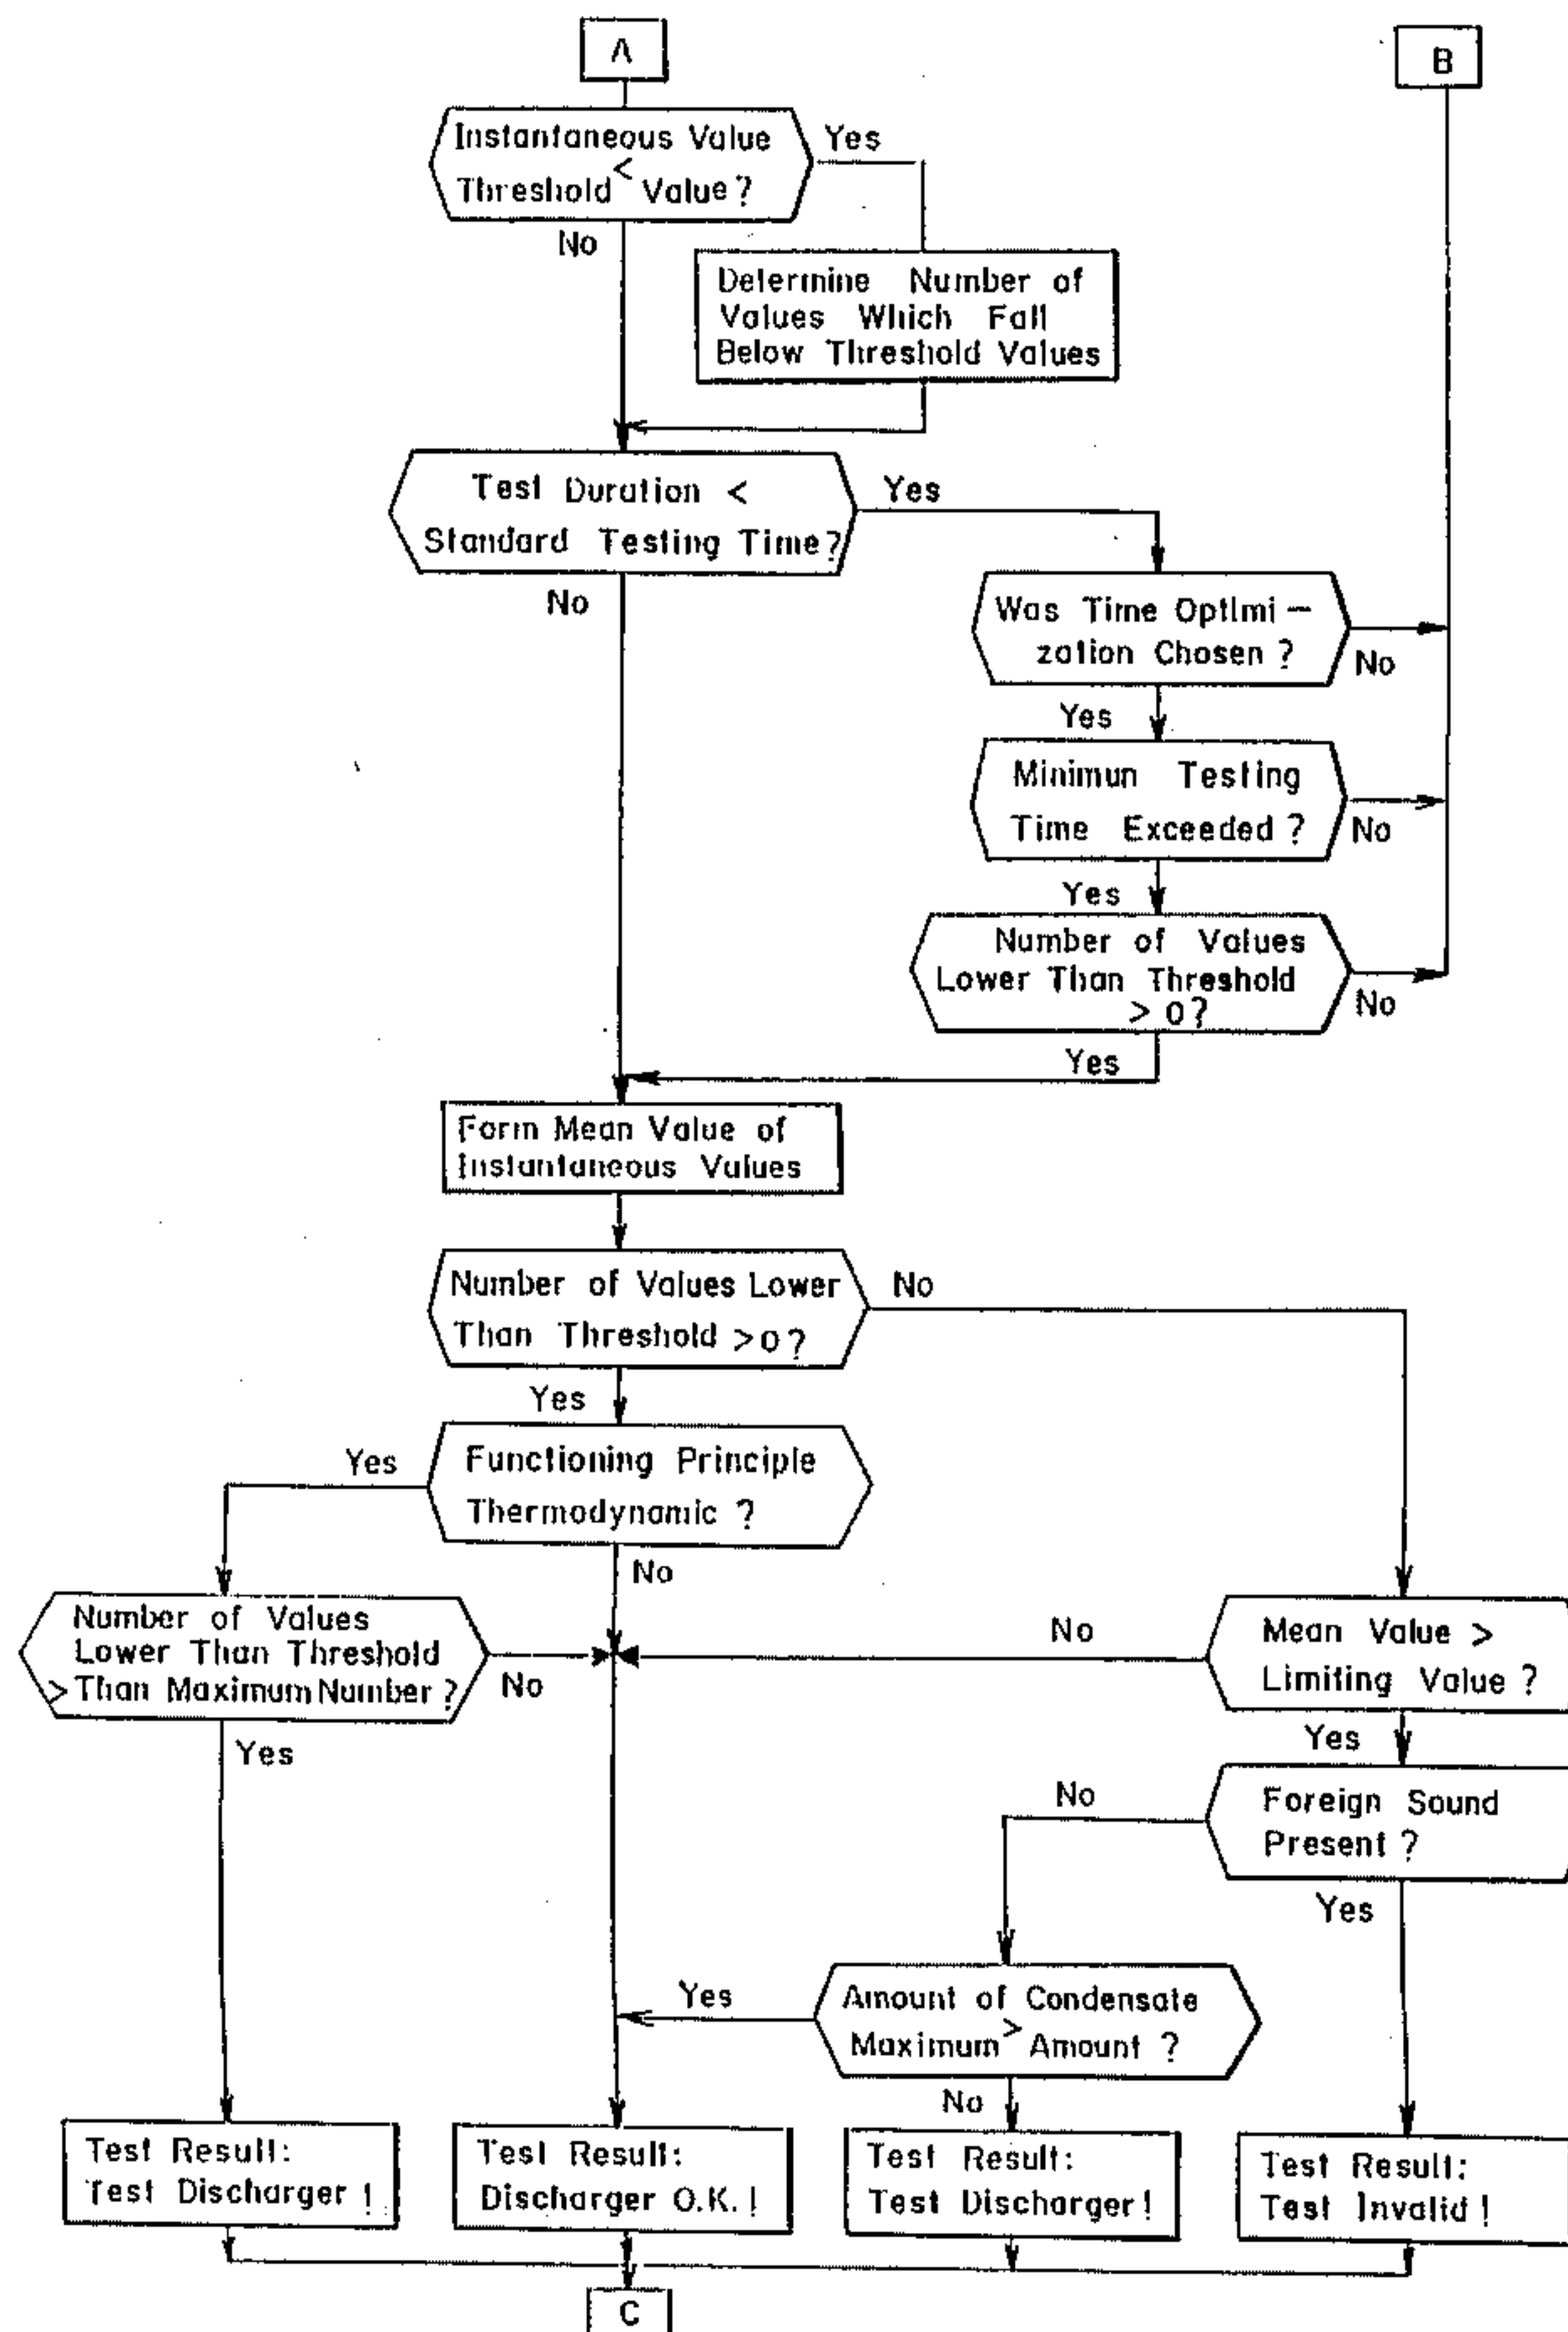 A
B
Instantaneous Value
<
Threshold Value?
Yes
No
Determine Number of
Values Which Fall
Below Threshold Values
Test Duration <
Standard Testing Time?
Yes
No
Was Time Optimi-
zation Chosen?
No
Yes
Minimun Testing
Time Exceeded?
No
Yes
Number of Values
Lower Than Threshold
> 0?
No
Yes
Form Mean Value of
Instantaneous Values
Number of Values Lower
Than Threshold > 0?
No
Yes
Functioning Principle
Thermodynamic ?
Yes
No
Number of Values
Lower Than Threshold
> Than Maximum Number?
No
Yes
Mean Value >
Limiting Value?
No
Yes
Foreign Sound
Present?
No
Yes
Amount of Condensate
>
Maximum Amount ?
Yes
No
Test Result:
Test Discharger!
Test Result:
Discharger O.K.!
Test Result:
Test Discharger!
Test Result:
Test Invalid!
C